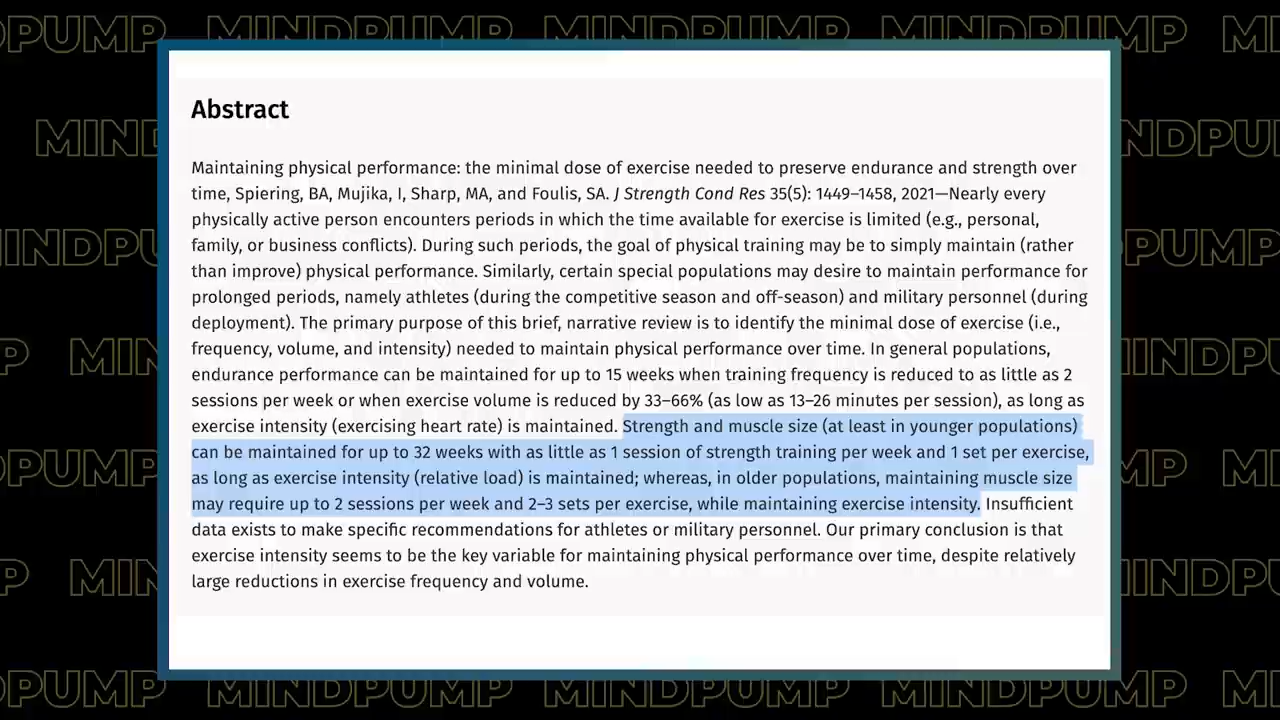 MINDPUMP MINDPUMP MINDPUMP MINDPUMP MINDPUMP MI
Abstract
MIND
NDPU
Maintaining physical performance: the minimal dose of exercise needed to preserve endurance and strength over
time, Spiering, BA, Mujika, I, Sharp, MA, and Foulis, SA. J Strength Cond Res 35(5): 1449–1458, 2021—Nearly every
physically active person encounters periods in which the time available for exercise is limited (e.g., personal,
family, or business conflicts). During such periods, the goal of physical training may be to simply maintain (rather
than improve) physical performance. Similarly, certain special populations may desire to maintain performance for
prolonged periods, namely athletes (during the competitive season and off-season) and military personnel (during
deployment). The primary purpose of this brief, narrative review is to identify the minimal dose of exercise (i.e.,
frequency, volume, and intensity) needed to maintain physical performance over time. In general populations,
endurance performance can be maintained for up to 15 weeks when training frequency is reduced to as little as 2
sessions per week or when exercise volume is reduced by 33–66% (as low as 13–26 minutes per session), as long as
exercise intensity (exercising heart rate) is maintained. Strength and muscle size (at least in younger populations)
can be maintained for up to 32 weeks with as little as 1 session of strength training per week and 1 set per exercise,
as long as exercise intensity (relative load) is maintained; whereas, in older populations, maintaining muscle size
may require up to 2 sessions per week and 2–3 sets per exercise, while maintaining exercise intensity. Insufficient
data exists to make specific recommendations for athletes or military personnel. Our primary conclusion is that
exercise intensity seems to be the key variable for maintaining physical performance over time, despite relatively
large reductions in exercise frequency and volume.
MINDPUMP MINDPUMP MINDPUMP MINDPUMP MINDPUMP MI